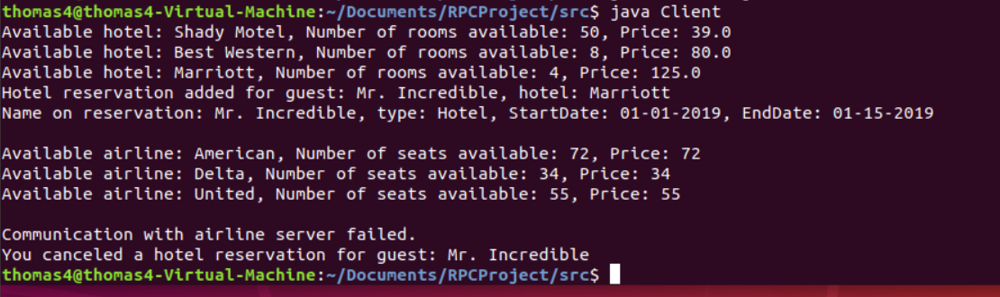 thomas4@thomas4-Virtual-Machine:~/Documents/RPCProject/src$ java Client
Available hotel: Shady Motel, Number of rooms available: 50, Price: 39.0
Available hotel: Best Western, Number of rooms available: 8, Price: 80.0
Available hotel: Marriott, Number of rooms available: 4, Price: 125.0
Hotel reservation added for guest: Mr. Incredible, hotel: Marriott
Name on reservation: Mr. Incredible, type: Hotel, StartDate: 01-01-2019, EndDate: 01-15-2019
Available airline: American, Number of seats available: 72, Price: 72
Available airline: Delta, Number of seats available: 34, Price: 34
Available airline: United, Number of seats available: 55, Price: 55
Communication with airline server failed.
You canceled a hotel reservation for guest: Mr. Incredible
thomas4@thomas4-Virtual-Machine:~/Documents/RPCProject/src$